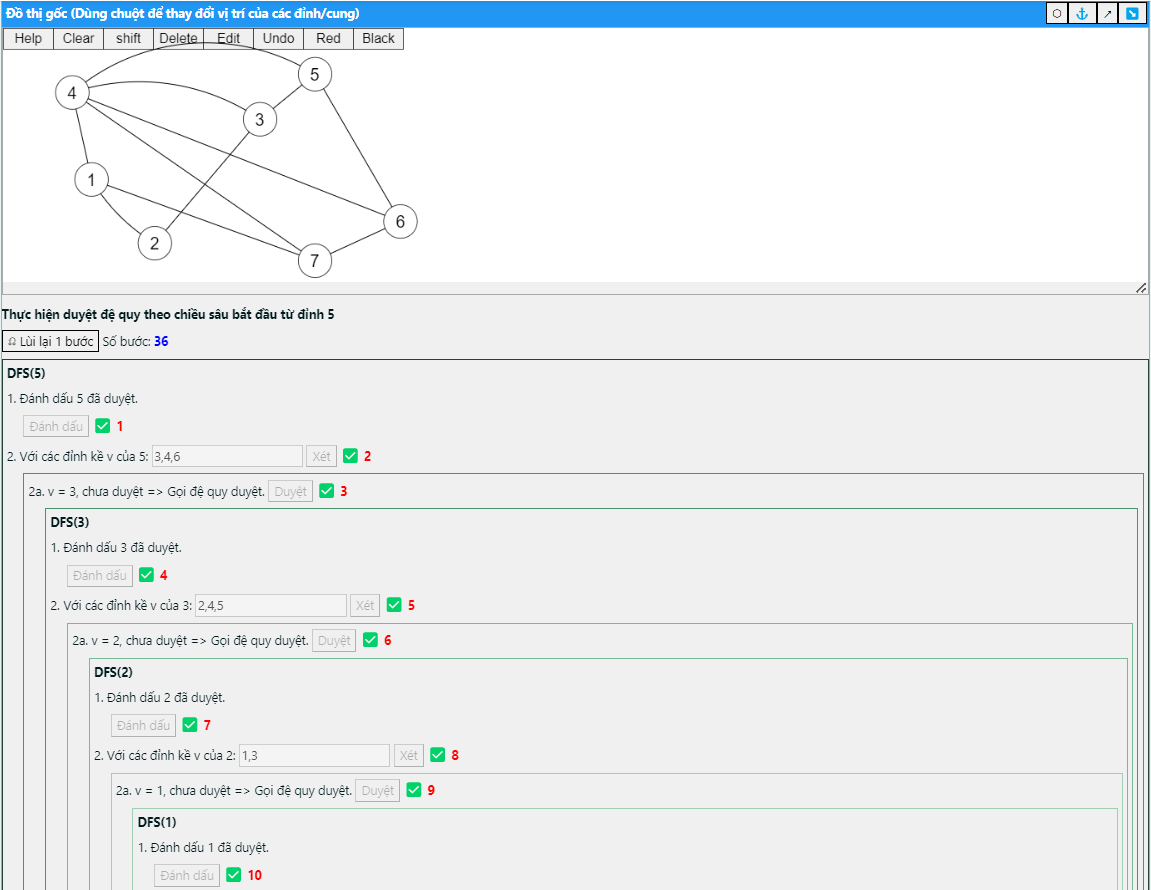 Đồ thị gốc (Dùng chuột để thay đổi vị trí của các đỉnh/cung)
Help Clear shift Delete Edit Undo Red Black
5
4
3
1
6
2
7
Thực hiện duyệt đệ quy theo chiều sâu bắt đầu từ đỉnh 5
Lùi lại 1 bước Số bước: 36
DFS(5)
1. Đánh dấu 5 đã duyệt.
Đánh dấu 1
2. Với các đỉnh kề v của 5: 3,4,6 Xét 2
2a. v = 3, chưa duyệt => Gọi đệ quy duyệt. Duyệt 3
DFS(3)
1. Đánh dấu 3 đã duyệt.
Đánh dấu 4
2. Với các đỉnh kề v của 3: 2,4,5 Xét 5
2a. v = 2, chưa duyệt => Gọi đệ quy duyệt. Duyệt 6
DFS(2)
1. Đánh dấu 2 đã duyệt.
Đánh dấu 7
2. Với các đỉnh kề v của 2: 1,3 Xét 8
2a. v = 1, chưa duyệt => Gọi đệ quy duyệt. Duyệt 9
DFS(1)
1. Đánh dấu 1 đã duyệt.
Đánh dấu 10